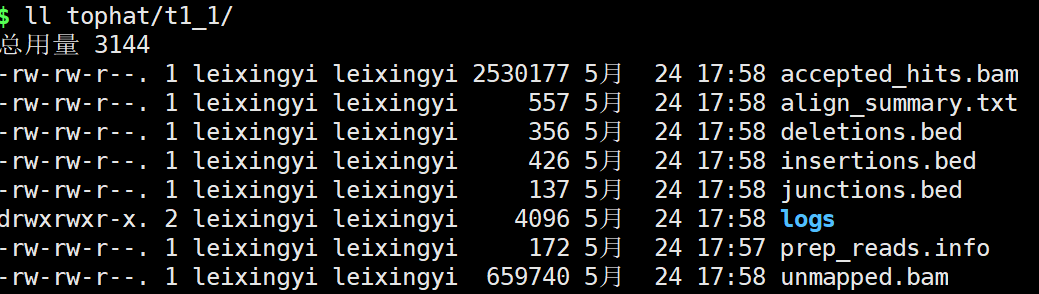 $ ll tophat/t1_1/
总用量 3144
-rw-rw-r--. 1 leixingyi leixingyi 2530177 5月  24 17:58 accepted_hits.bam
-rw-rw-r--. 1 leixingyi leixingyi     557 5月  24 17:58 align_summary.txt
-rw-rw-r--. 1 leixingyi leixingyi     356 5月  24 17:58 deletions.bed
-rw-rw-r--. 1 leixingyi leixingyi     426 5月  24 17:58 insertions.bed
-rw-rw-r--. 1 leixingyi leixingyi     137 5月  24 17:58 junctions.bed
drwxrwxr-x. 2 leixingyi leixingyi    4096 5月  24 17:58 logs
-rw-rw-r--. 1 leixingyi leixingyi     172 5月  24 17:57 prep_reads.info
-rw-rw-r--. 1 leixingyi leixingyi  659740 5月  24 17:58 unmapped.bam